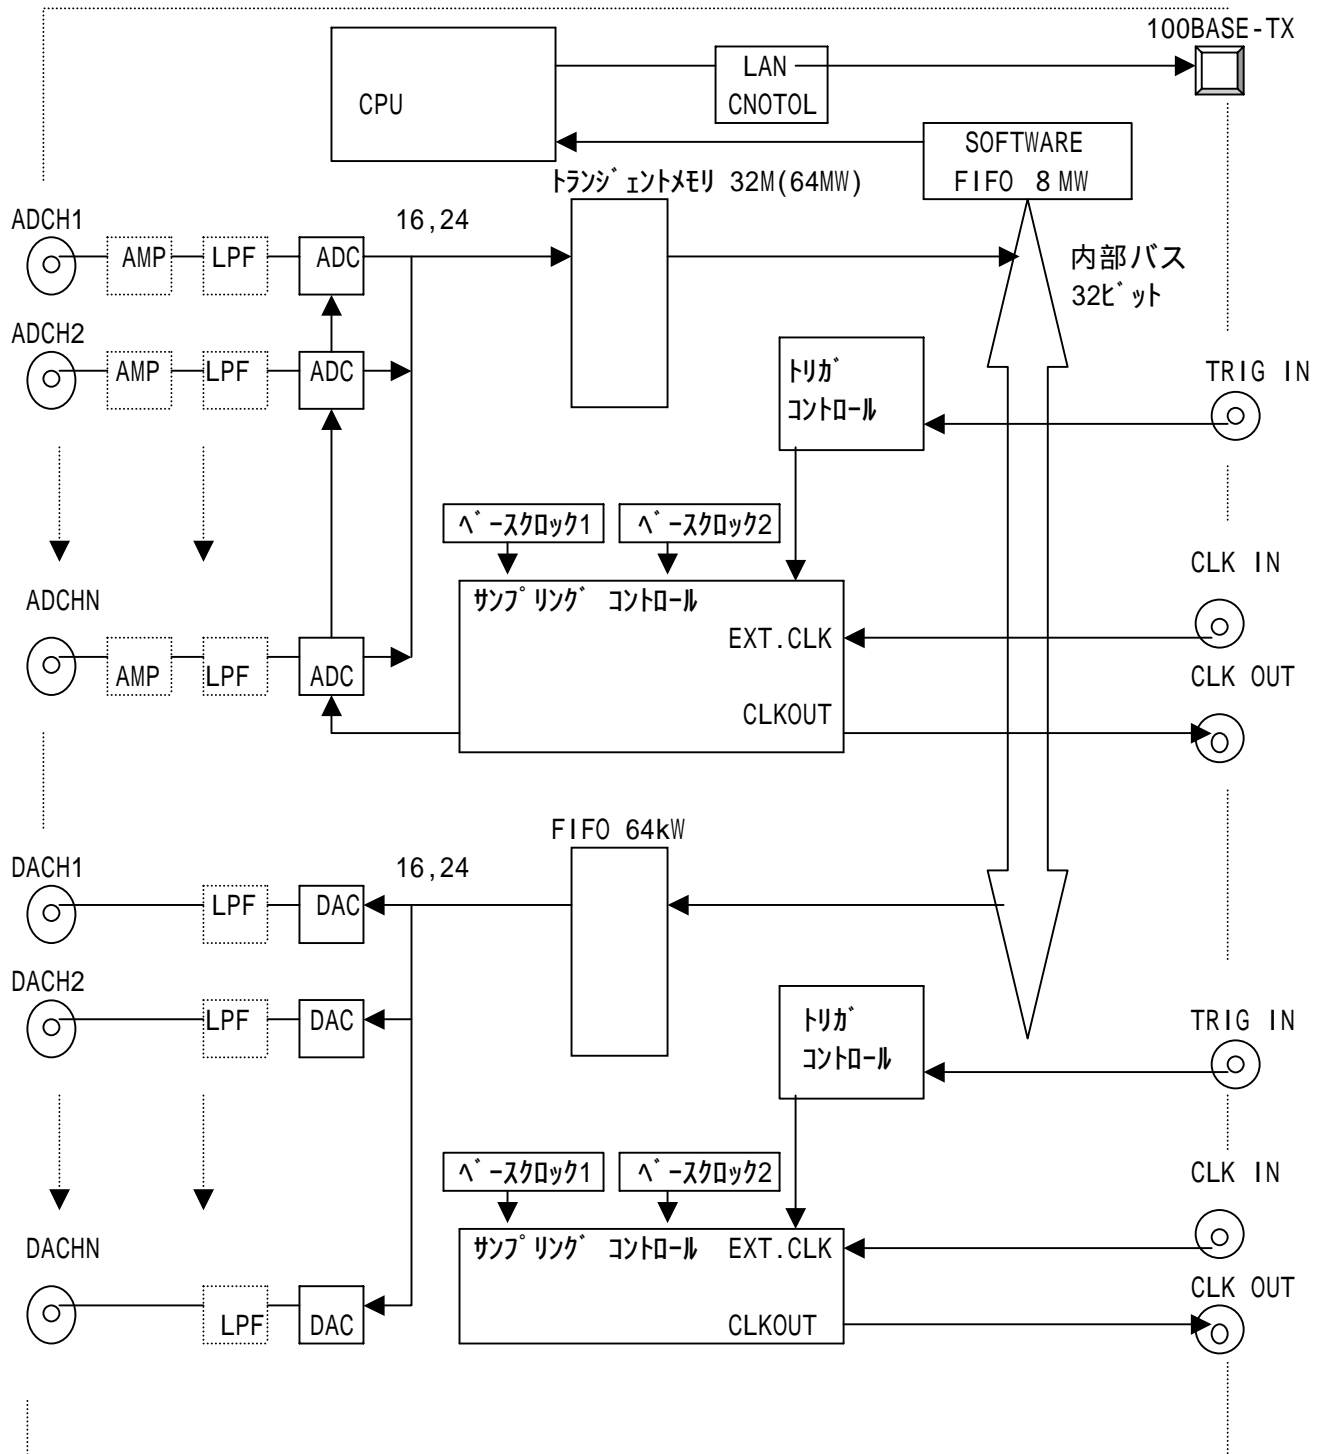 100BASE-TX
LAN
CNOTOL
CPU
SOFTWARE
FIFO 8MW
トランジェントメモリ 32M(64MW)
ADCH1
16,24
AMP
LPF
ADC
内部バス
32ビット
ADCH2
AMP
LPF
ADC
トリガ
コントロール
TRIG IN
ベースクロック1
ベースクロック2
CLK IN
サンプリング コントロール
ADCHN
EXT.CLK
AMP
LPF
ADC
CLK OUT
CLKOUT
FIFO 64kW
DACH1
16,24
LPF
DAC
DACH2
LPF
DAC
トリガ
コントロール
TRIG IN
ベースクロック1
ベースクロック2
CLK IN
DACHN
サンプリング コントロール
EXT.CLK
CLK OUT
LPF
DAC
CLKOUT